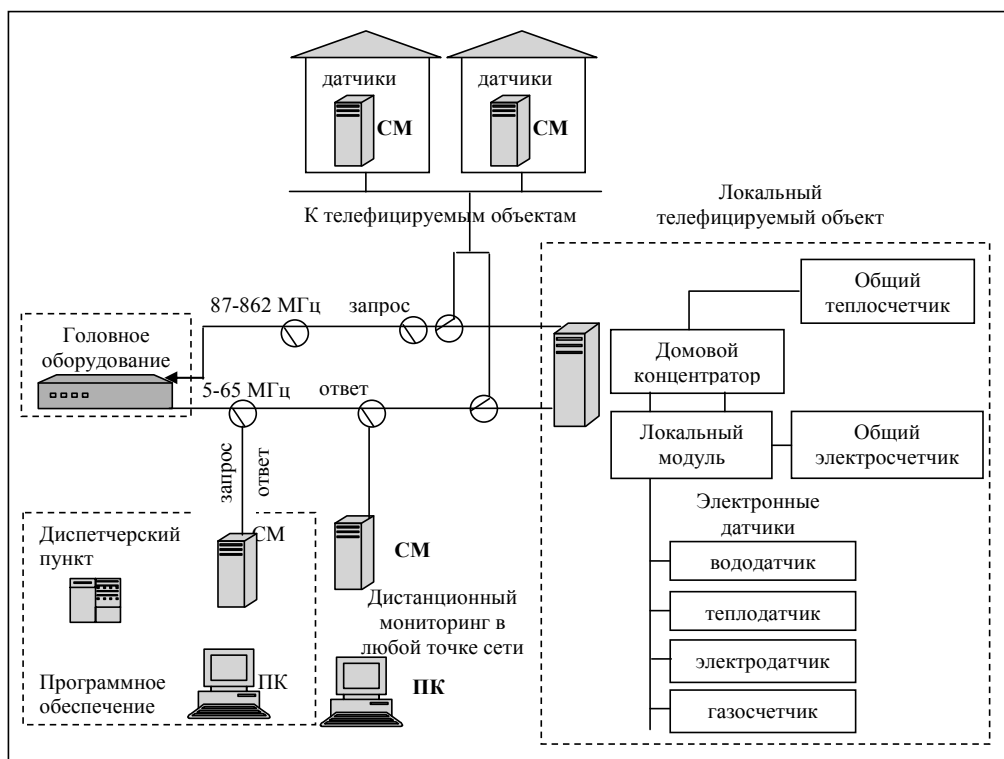 датчики
СМ
датчики
СМ
К телефицируемым объектам
Локальный
телефицируемый объект
Общий
теплосчетчик
Домовой
концентратор
Локальный
модуль
Общий
электросчетчик
Электронные
датчики
вододатчик
теплодатчик
электродатчик
газосчетчик
87-862 МГц
запрос
Головное
оборудование
5-65 МГц
ответ
запрос
ответ
Диспетчерский
пункт
СМ
Программное
обеспечение
ПК
СМ
Дистанционный
мониторинг в
любой точке сети
ПК